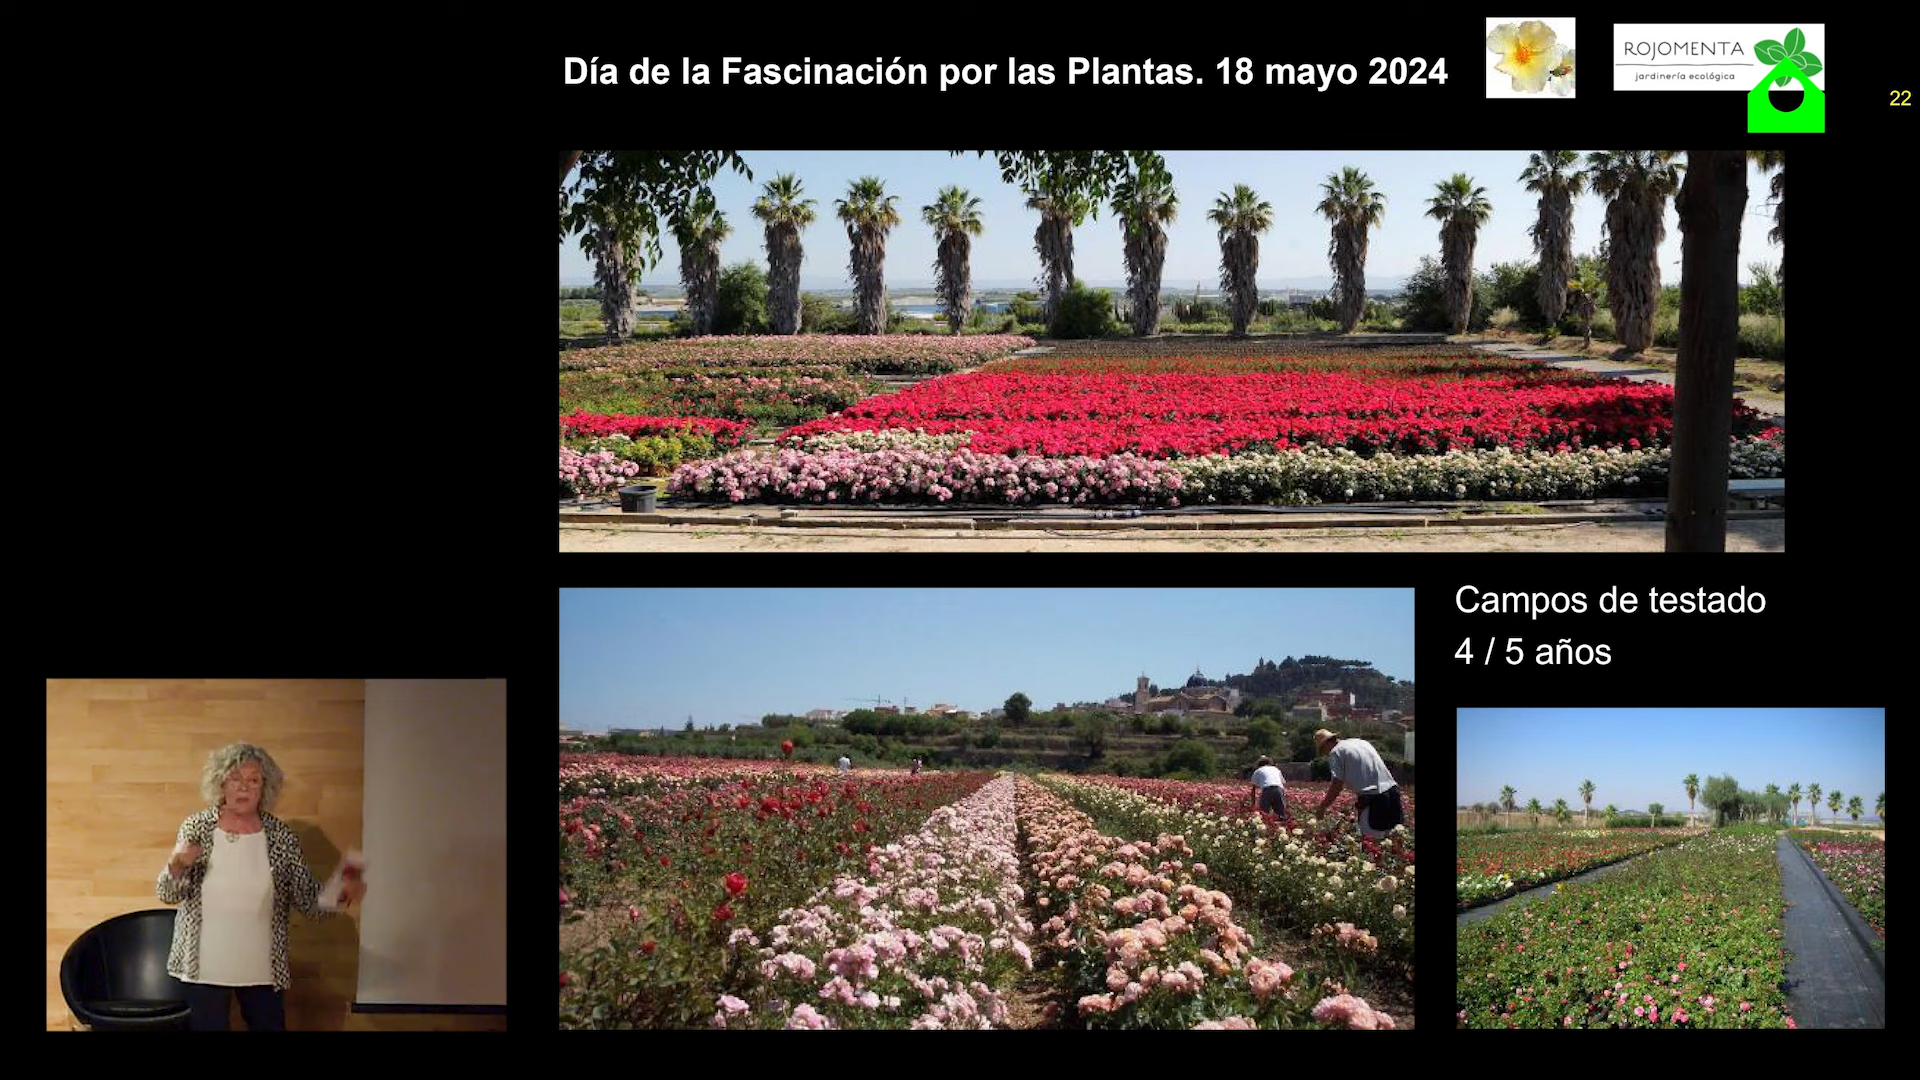 Día de la Fascinación por las Plantas. 18 mayo 2024
ROJOMENTA
jardinería ecológica
22
Campos de testado
4 / 5 años